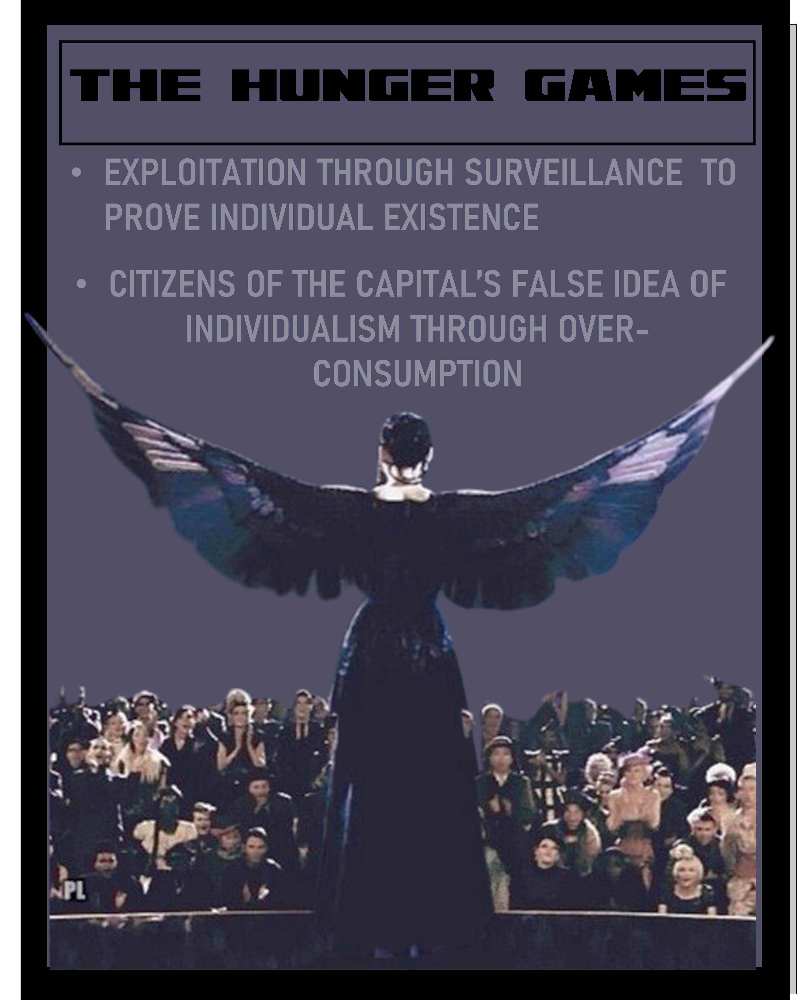 THE HUNGER GAMES
• EXPLOITATION THROUGH SURVEILLANCE TO
PROVE INDIVIDUAL EXISTENCE
• CITIZENS OF THE CAPITAL’S FALSE IDEA OF
INDIVIDUALISM THROUGH OVER-
CONSUMPTION
NPL